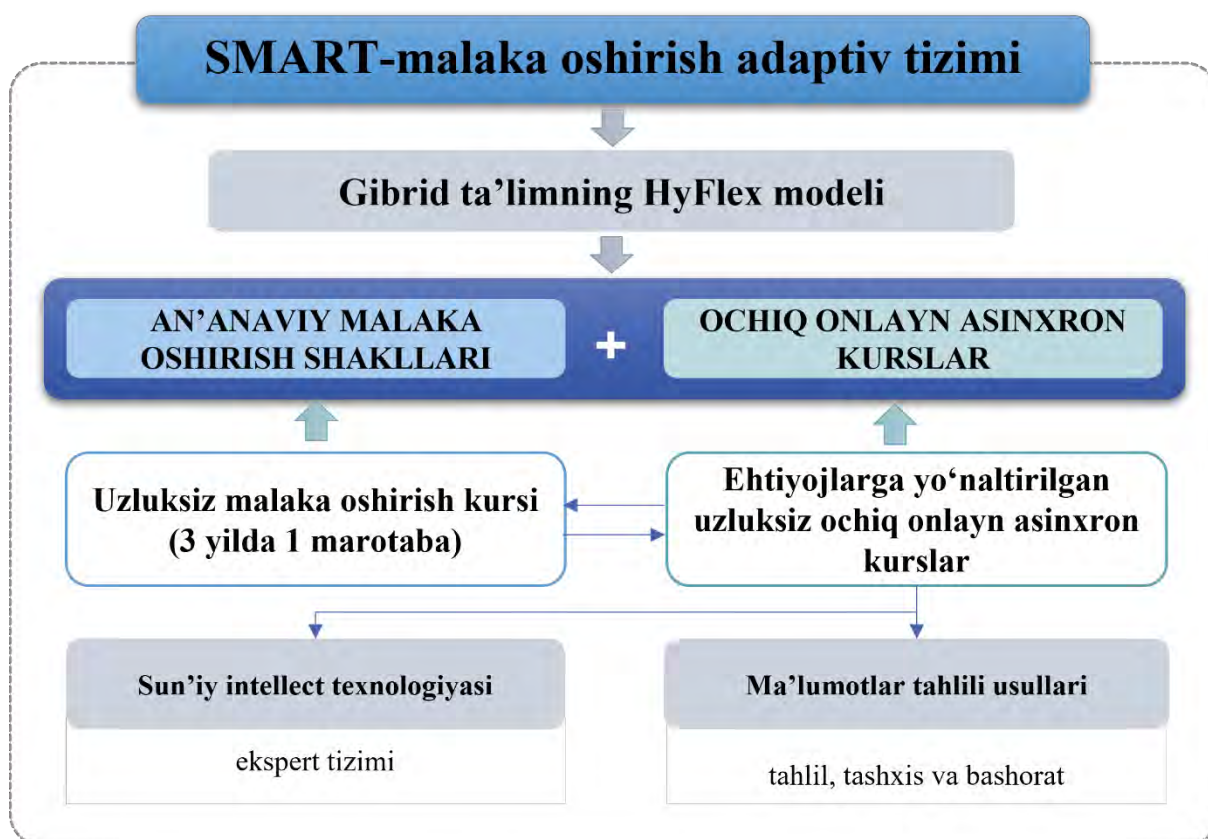 SMART-malaka oshirish adaptiv tizimi
Gibrid ta’limning HyFlex modeli
AN’ANAVIY MALAKA
OSHIRISH SHAKLLARI
+
OCHIQ ONLAYN ASINXRON
KURSLAR
Uzluksiz malaka oshirish kursi
(3 yilda 1 marotaba)
Ehtiyojlarga yo‘naltirilgan
uzluksiz ochiq onlayn asinxron
kurslar
Sun’iy intellect texnologiyasi
ekspert tizimi
Ma’lumotlar tahlili usullari
tahlil, tashxis va bashorat